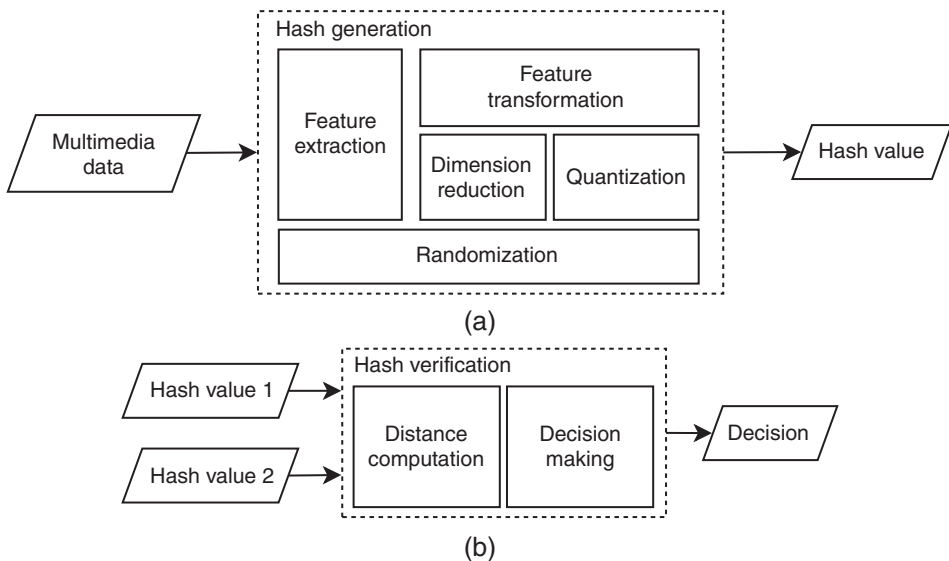 Hash generation
Multimedia
data
Feature
extraction
Feature
transformation
Dimension
reduction
Quantization
Randomization
Hash value
(a)
Hash verification
Hash value 1
Hash value 2
Distance
computation
Decision
making
Decision
(b)